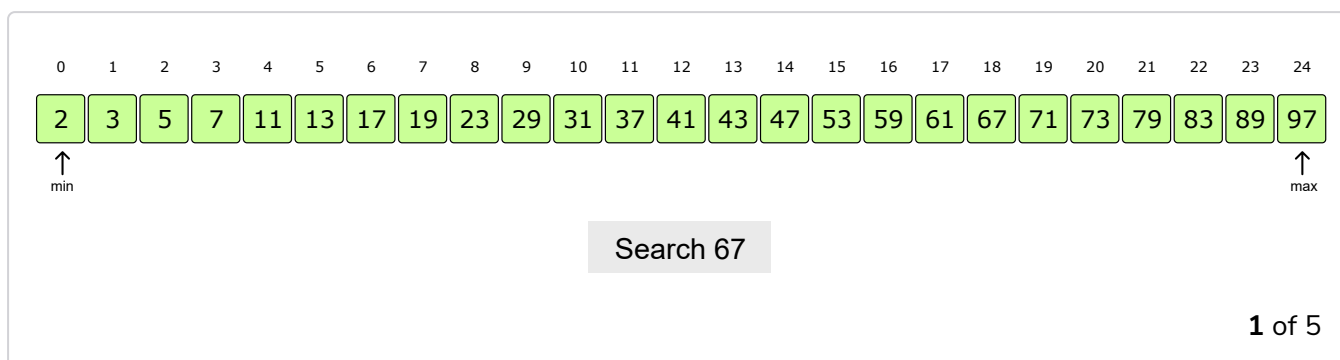 0 1 2 3 4 5 6 7 8 9 10 11 12 13 14 15 16 17 18 19 20 21 22 23 24
2 3 5 7 11 13 17 19 23 29 31 37 41 43 47 53 59 61 67 71 73 79 83 89 97
min max
Search 67
1 of 5